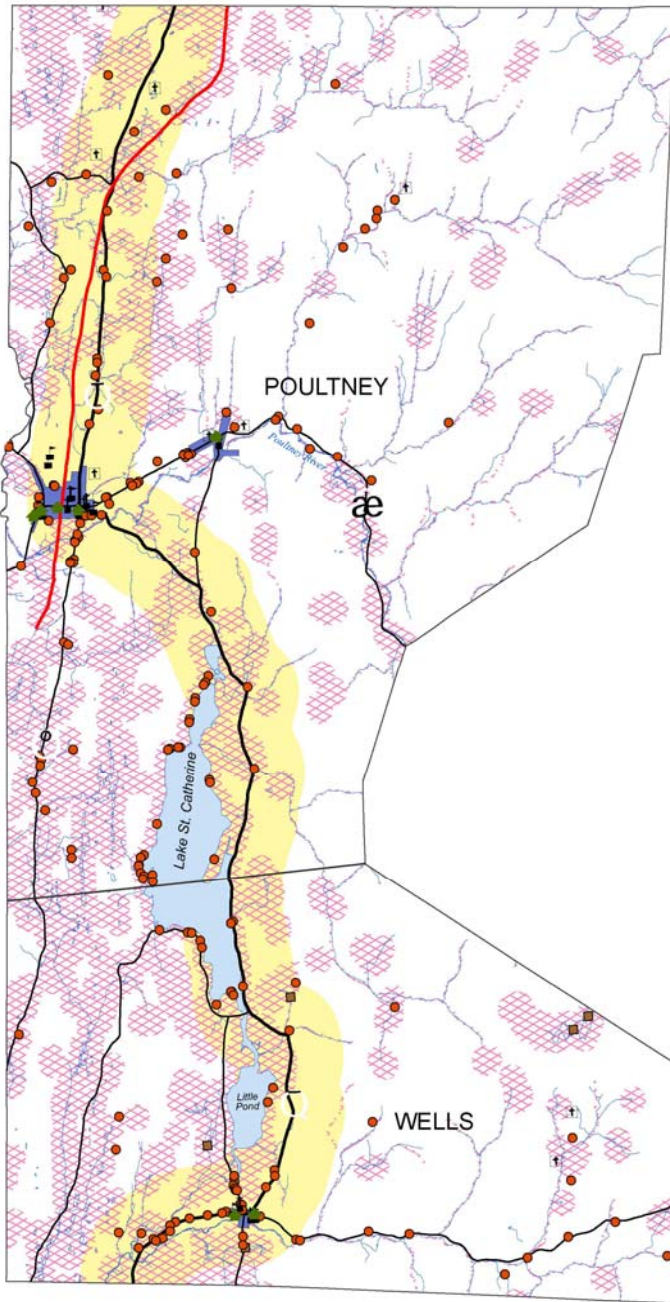 POULTNEY
Poultney River
æ
Lake St. Catherine
Little
Pond
WELLS